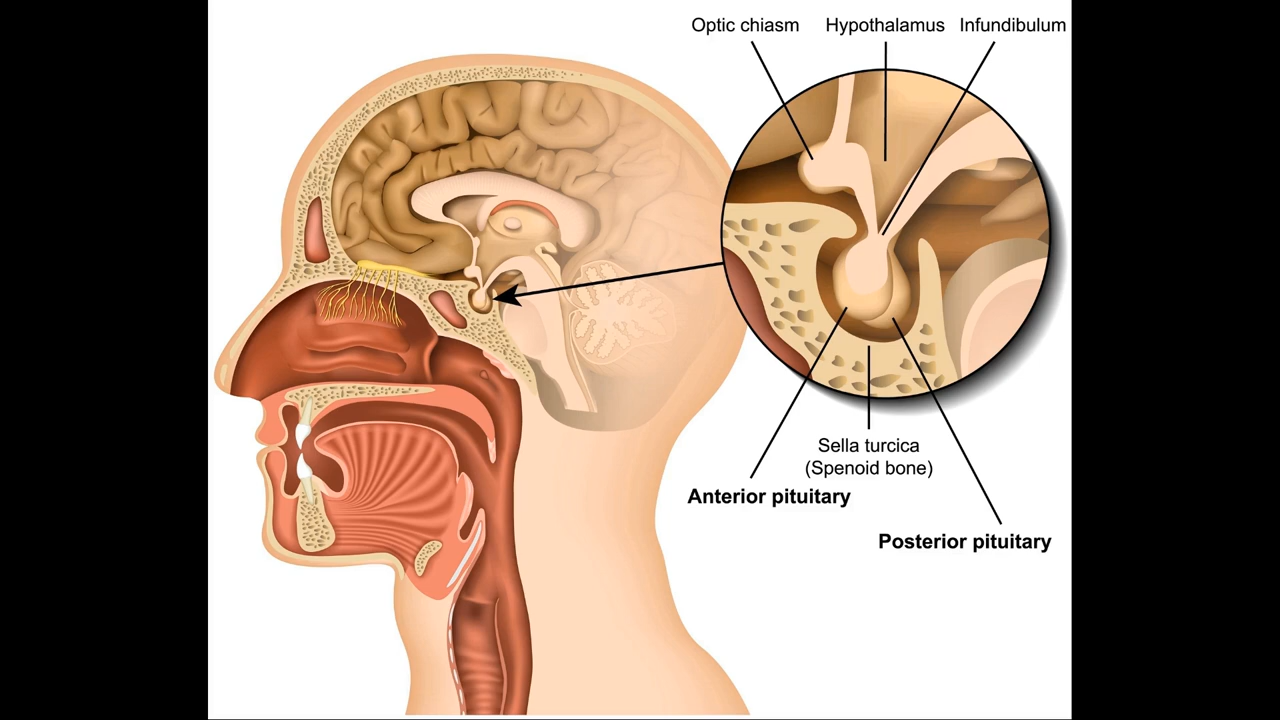 Optic chiasm
Hypothalamus
Infundibulum
Sella turcica
(Spenoid bone)
Anterior pituitary
Posterior pituitary